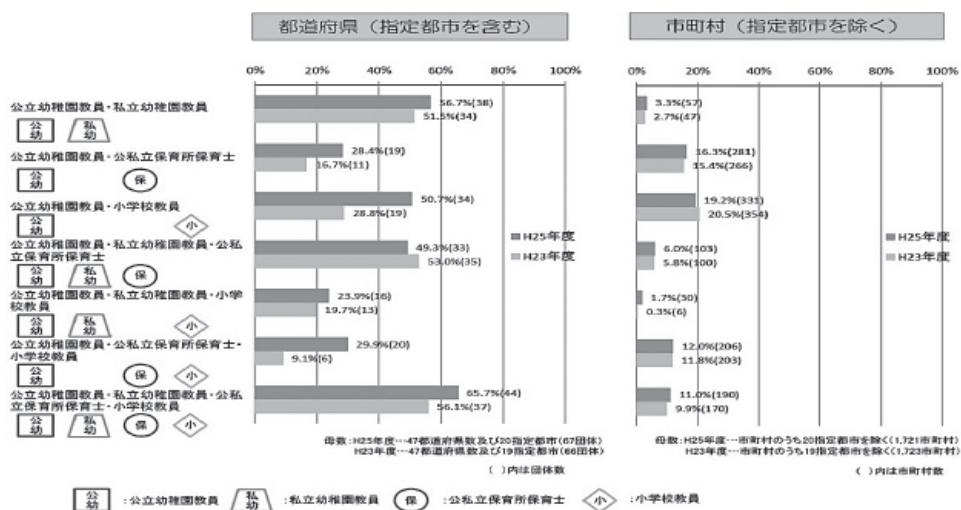 都道府県（指定都市を含む）
市町村（指定都市を除く）
0% 20% 40% 60% 80% 100%
0% 20% 40% 60% 80% 100%
公立幼稚園教員・私立幼稚園教員
公幼 私幼
56.7%(38)
51.5%(34)
3.3%(57)
2.7%(47)
公立幼稚園教員・公私立保育所保育士
公幼 保
28.4%(19)
16.7%(11)
16.3%(281)
15.4%(266)
公立幼稚園教員・小学校教員
公幼 小
50.7%(34)
28.8%(19)
19.2%(331)
20.5%(354)
公立幼稚園教員・私立幼稚園教員・公私
立保育所保育士
公幼 私幼 保
49.3%(33)
53.0%(35)
6.0%(103)
5.8%(100)
公立幼稚園教員・私立幼稚園教員・小学
校教員
公幼 私幼 小
23.9%(16)
19.7%(13)
1.7%(30)
0.3%(6)
公立幼稚園教員・公私立保育所保育士・
小学校教員
公幼 保 小
29.9%(20)
9.1%(6)
12.0%(206)
11.8%(203)
公立幼稚園教員・私立幼稚園教員・公私
立保育所保育士・小学校教員
公幼 私幼 保 小
65.7%(44)
56.1%(37)
11.0%(190)
9.9%(170)
H25年度
H23年度
H25年度
H23年度
母数：H25年度…47都道府県数及び20指定都市(67団体)
H23年度…47都道府県数及び19指定都市(66団体)
（ ）内は団体数
母数：H25年度…市町村のうち20指定都市を除く(1,721市町村)
H23年度…市町村のうち19指定都市を除く(1,723市町村)
（ ）内は市町村数
公幼 ：公立幼稚園教員 私幼 ：私立幼稚園教員 保 ：公私立保育所保育士 小 ：小学校教員